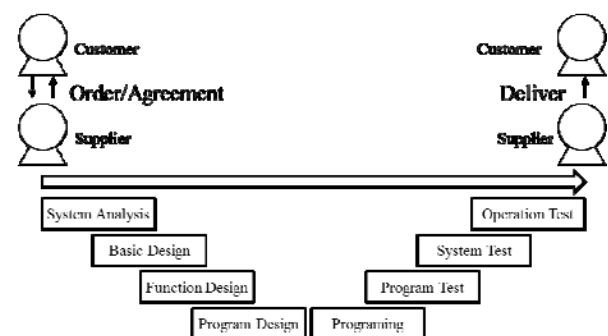 Customer
Customer
Order/Agreement
Deliver
Supplier
Supplier
System Analysis
Operation Test
Basic Design
System Test
Function Design
Program Test
Program Design
Programing